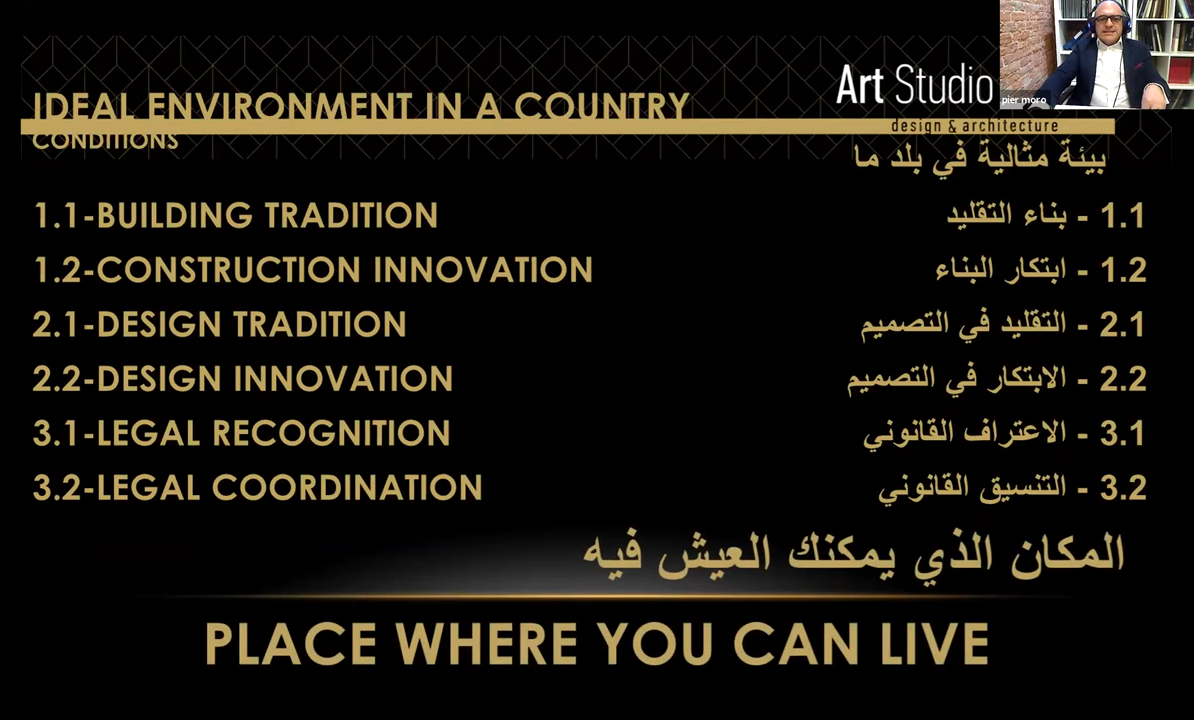 Art Studio
pier moro
IDEAL ENVIRONMENT IN A COUNTRY
design & architecture
CONDITIONS
بيئة مثالية في بلد ما
1.1-BUILDING TRADITION
1.1 - بناء التقليد
1.2-CONSTRUCTION INNOVATION
1.2 - ابتكار البناء
2.1-DESIGN TRADITION
2.1 - التقليد في التصميم
2.2-DESIGN INNOVATION
2.2 - الابتكار في التصميم
3.1-LEGAL RECOGNITION
3.1 - الاعتراف القانوني
3.2-LEGAL COORDINATION
3.2 - التنسيق القانوني
المكان الذي يمكنك العيش فيه
PLACE WHERE YOU CAN LIVE